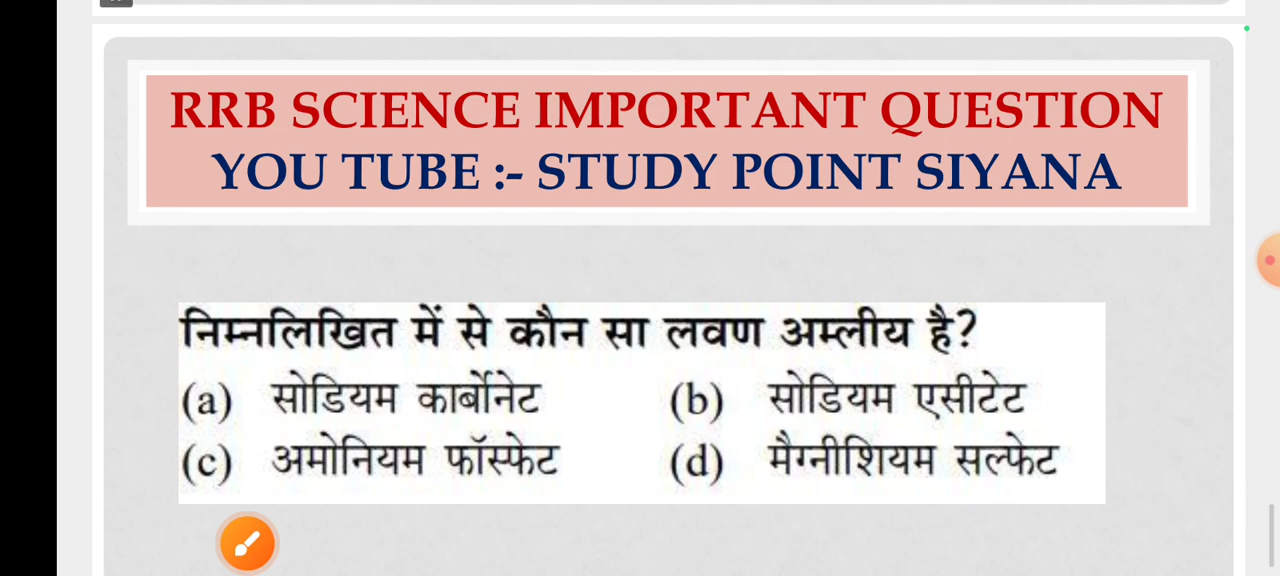 RRB SCIENCE IMPORTANT QUESTION
YOU TUBE :- STUDY POINT SIYANA
निम्नलिखित में से कौन सा लवण अम्लीय है?
(a) सोडियम कार्बोनेट (b) सोडियम एसीटेट
(c) अमोनियम फॉस्फेट (d) मैग्नीशियम सल्फेट